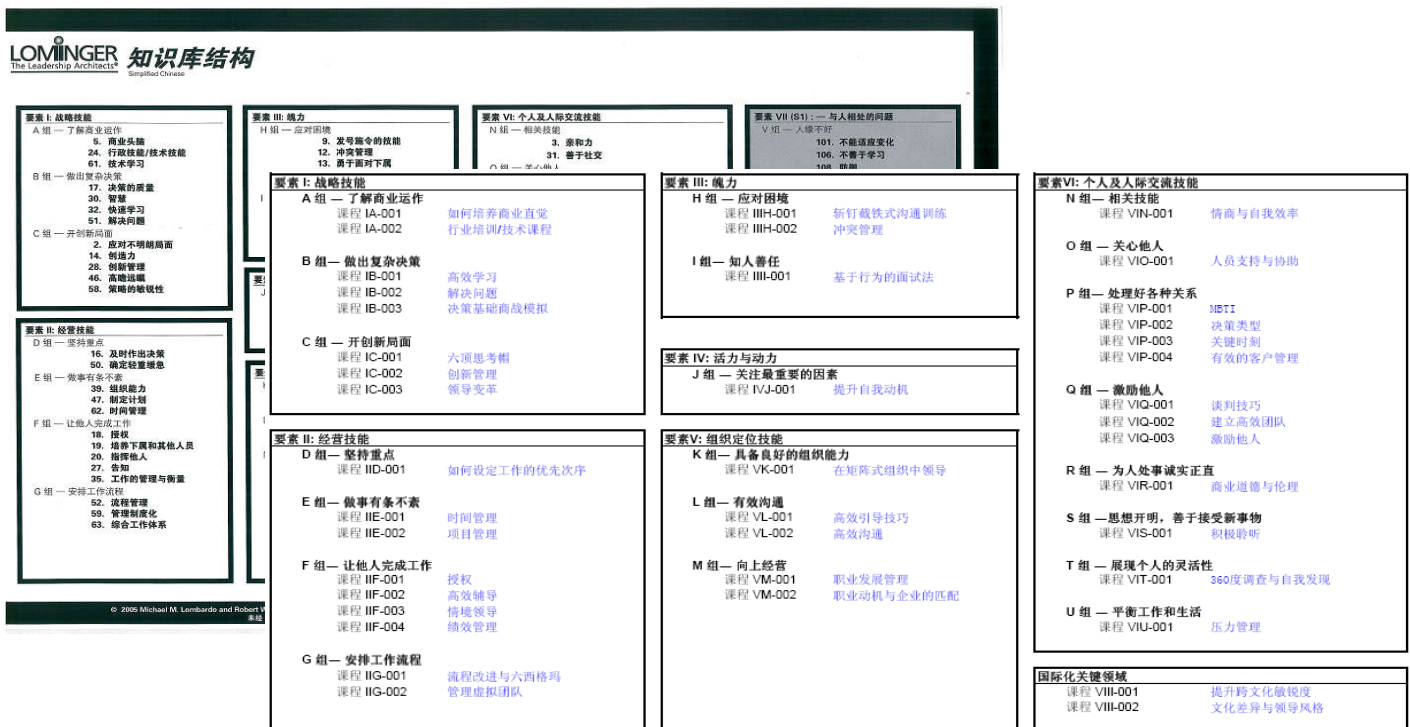 LOMINGER
The Leadership Architects®
知识库结构
Simplified Chinese
要素 I: 战略技能
A 组 — 了解商业运作
5. 商业头脑
24. 行政技能/技术技能
61. 技术学习
B 组 — 做出复杂决策
17. 决策的质量
30. 智慧
32. 快速学习
51. 解决问题
C 组 — 开创新局面
2. 应对不明朗局面
14. 创造力
28. 创新管理
46. 高瞻远瞩
58. 策略的敏锐性
要素 II: 经营技能
D 组 — 坚持重点
16. 及时作出决策
50. 确定轻重缓急
E 组 — 做事有条不紊
39. 组织能力
47. 制定计划
62. 时间管理
F 组 — 让他人完成工作
18. 授权
19. 培养下属和其他人员
20. 指挥他人
27. 告知
35. 工作的管理与衡量
G 组 — 安排工作流程
52. 流程管理
59. 管理制度化
63. 综合工作体系
要素 III: 魄力
H 组 — 应对困境
9. 发号施令的技能
12. 冲突管理
13. 勇于面对下属
要素 VI: 个人及人际交流技能
N 组 — 相关技能
3. 亲和力
31. 善于社交
O 组 — 关心他人
要素 VII (S1) : — 与人相处的问题
V 组 — 人缘不好
101. 不能适应变化
106. 不善于学习
108. 防御
© 2005 Michael M. Lombardo and Robert W
未经
要素 I: 战略技能
A 组 — 了解商业运作
课程 IA-001 如何培养商业直觉
课程 IA-002 行业培训/技术课程
B 组— 做出复杂决策
课程 IB-001 高效学习
课程 IB-002 解决问题
课程 IB-003 决策基础商战模拟
C 组 — 开创新局面
课程 IC-001 六顶思考帽
课程 IC-002 创新管理
课程 IC-003 领导变革
要素 II: 经营技能
D 组— 坚持重点
课程 IID-001 如何设定工作的优先次序
E 组— 做事有条不紊
课程 IIE-001 时间管理
课程 IIE-002 项目管理
F 组— 让他人完成工作
课程 IIF-001 授权
课程 IIF-002 高效辅导
课程 IIF-003 情境领导
课程 IIF-004 绩效管理
G 组— 安排工作流程
课程 IIG-001 流程改进与六西格玛
课程 IIG-002 管理虚拟团队
要素 III: 魄力
H 组 — 应对困境
课程 IIIH-001 斩钉截铁式沟通训练
课程 IIIH-002 冲突管理
I 组— 知人善任
课程 IIII-001 基于行为的面试法
要素 IV: 活力与动力
J 组 — 关注最重要的因素
课程 IVJ-001 提升自我动机
要素V: 组织定位技能
K 组— 具备良好的组织能力
课程 VK-001 在矩阵式组织中领导
L 组— 有效沟通
课程 VL-001 高效引导技巧
课程 VL-002 高效沟通
M 组— 向上经营
课程 VM-001 职业发展管理
课程 VM-002 职业动机与企业的匹配
要素VI: 个人及人际交流技能
N 组— 相关技能
课程 VIN-001 情商与自我效率
O 组 — 关心他人
课程 VIO-001 人员支持与协助
P 组— 处理好各种关系
课程 VIP-001 MBTI
课程 VIP-002 决策类型
课程 VIP-003 关键时刻
课程 VIP-004 有效的客户管理
Q 组 — 激励他人
课程 VIQ-001 谈判技巧
课程 VIQ-002 建立高效团队
课程 VIQ-003 激励他人
R 组 — 为人处事诚实正直
课程 VIR-001 商业道德与伦理
S 组 —思想开明，善于接受新事物
课程 VIS-001 积极聆听
T 组 — 展现个人的灵活性
课程 VIT-001 360度调查与自我发现
U 组 — 平衡工作和生活
课程 VIU-001 压力管理
国际化关键领域
课程 VIII-001 提升跨文化敏锐度
课程 VIII-002 文化差异与领导风格